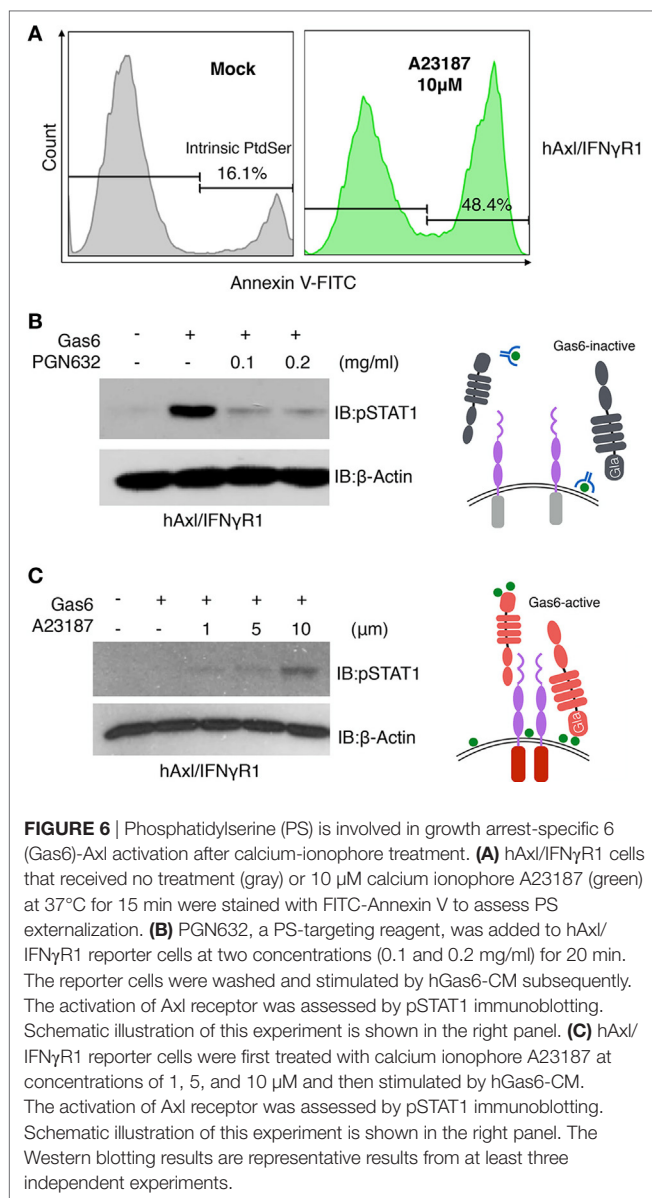 A
Mock
A23187
10µM
Intrinsic PtdSer
16.1%
48.4%
hAxl/IFNγR1
Count
Annexin V-FITC
B
Gas6 - + + +
PGN632 - - 0.1 0.2 (mg/ml)
IB:pSTAT1
IB:β-Actin
hAxl/IFNγR1
Gas6-inactive
Gla
C
Gas6 - + + + +
A23187 - - 1 5 10 (µm)
IB:pSTAT1
IB:β-Actin
hAxl/IFNγR1
Gas6-active
Gla
FIGURE 6 | Phosphatidylserine (PS) is involved in growth arrest-specific 6
(Gas6)-Axl activation after calcium-ionophore treatment. (A) hAxl/IFNγR1 cells
that received no treatment (gray) or 10 µM calcium ionophore A23187 (green)
at 37°C for 15 min were stained with FITC-Annexin V to assess PS
externalization. (B) PGN632, a PS-targeting reagent, was added to hAxl/
IFNγR1 reporter cells at two concentrations (0.1 and 0.2 mg/ml) for 20 min.
The reporter cells were washed and stimulated by hGas6-CM subsequently.
The activation of Axl receptor was assessed by pSTAT1 immunoblotting.
Schematic illustration of this experiment is shown in the right panel. (C) hAxl/
IFNγR1 reporter cells were first treated with calcium ionophore A23187 at
concentrations of 1, 5, and 10 µM and then stimulated by hGas6-CM.
The activation of Axl receptor was assessed by pSTAT1 immunoblotting.
Schematic illustration of this experiment is shown in the right panel. The
Western blotting results are representative results from at least three
independent experiments.